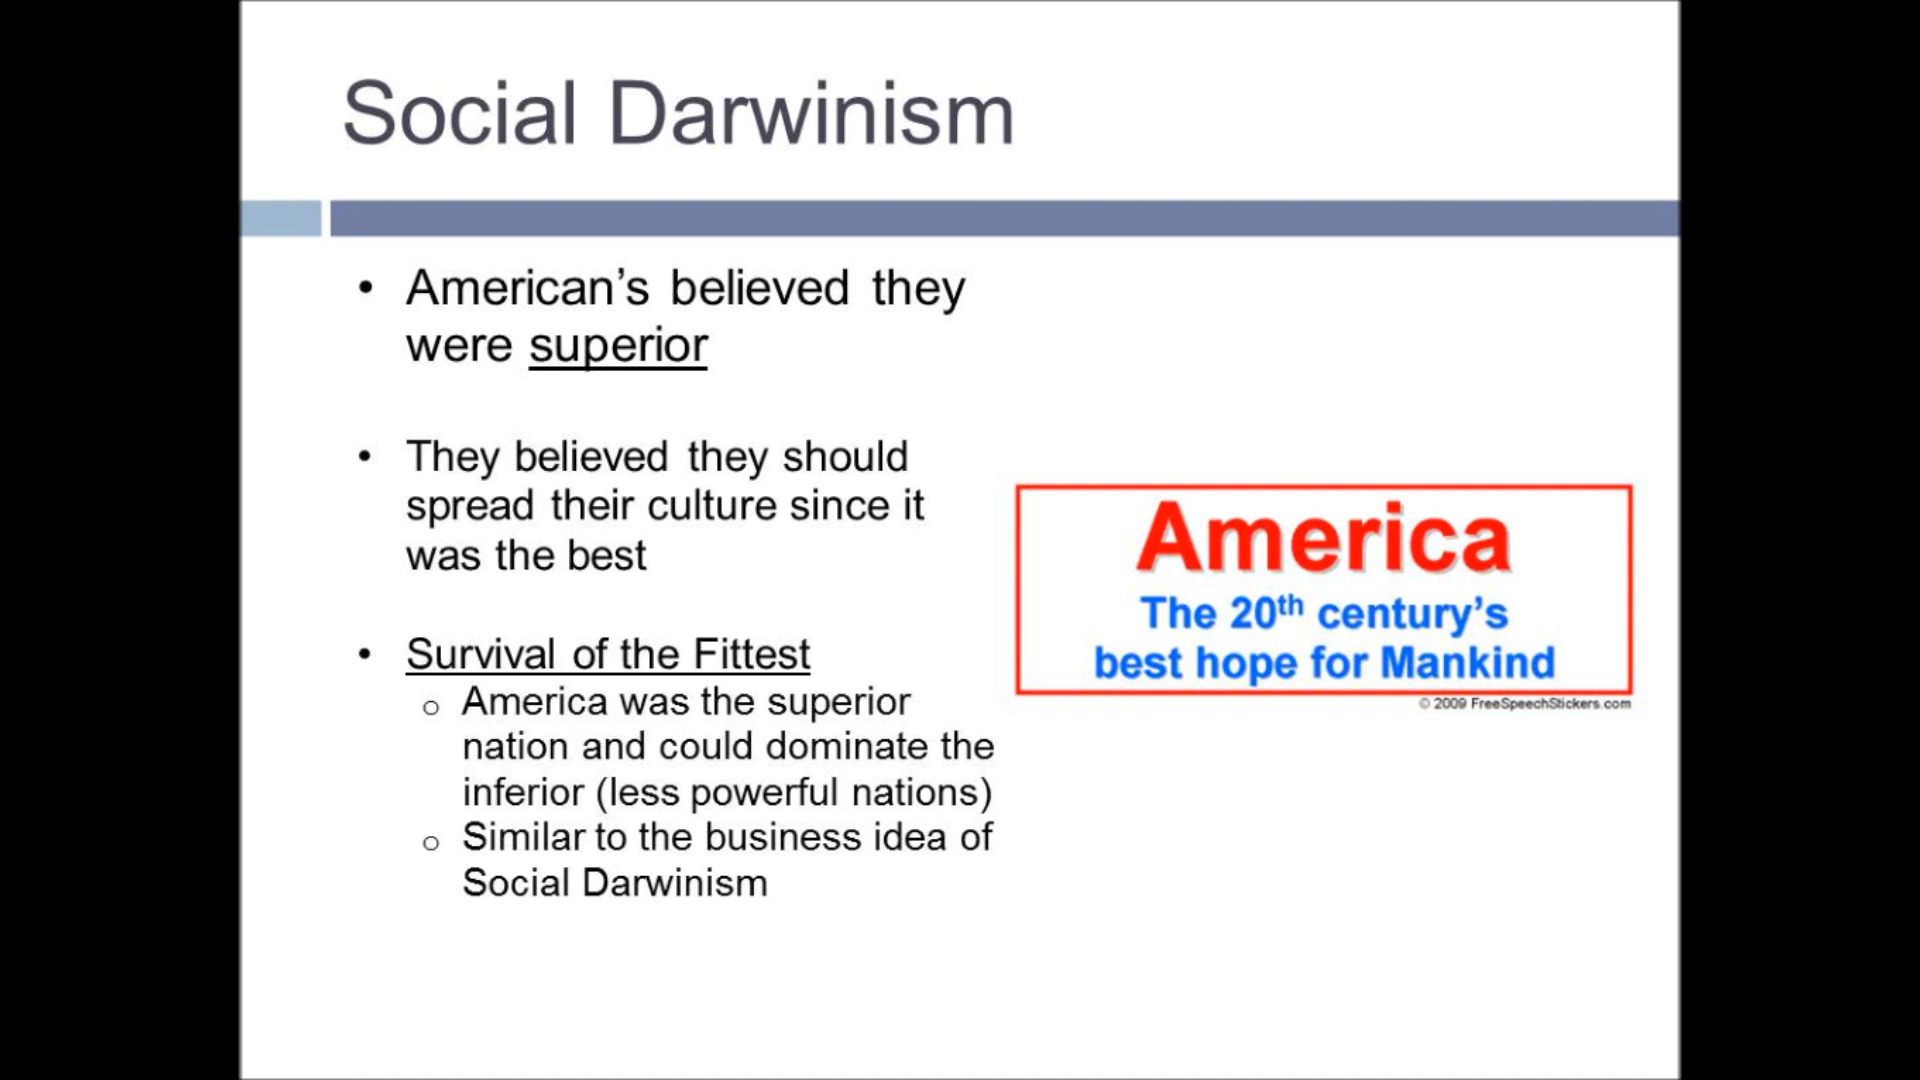 Social Darwinism
• American’s believed they
were superior
• They believed they should
spread their culture since it
was the best
• Survival of the Fittest
o America was the superior
nation and could dominate the
inferior (less powerful nations)
o Similar to the business idea of
Social Darwinism
America
The 20th century’s
best hope for Mankind
© 2009 FreeSpeechStickers.com